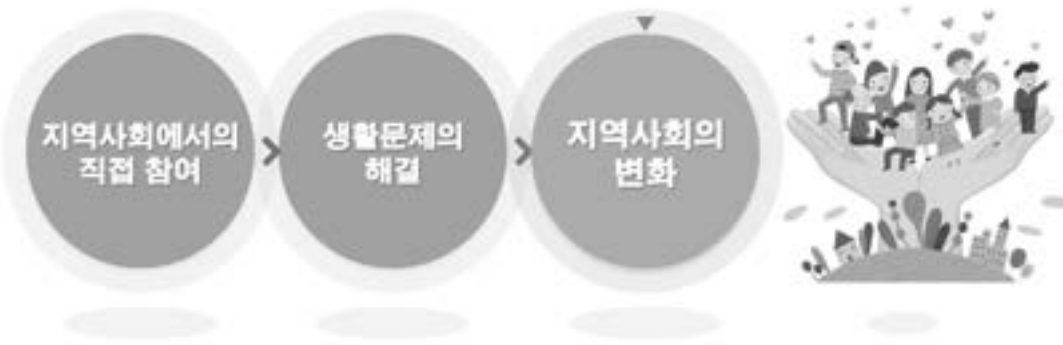 지역사회에서의
직접 참여
생활문제의
해결
지역사회의
변화